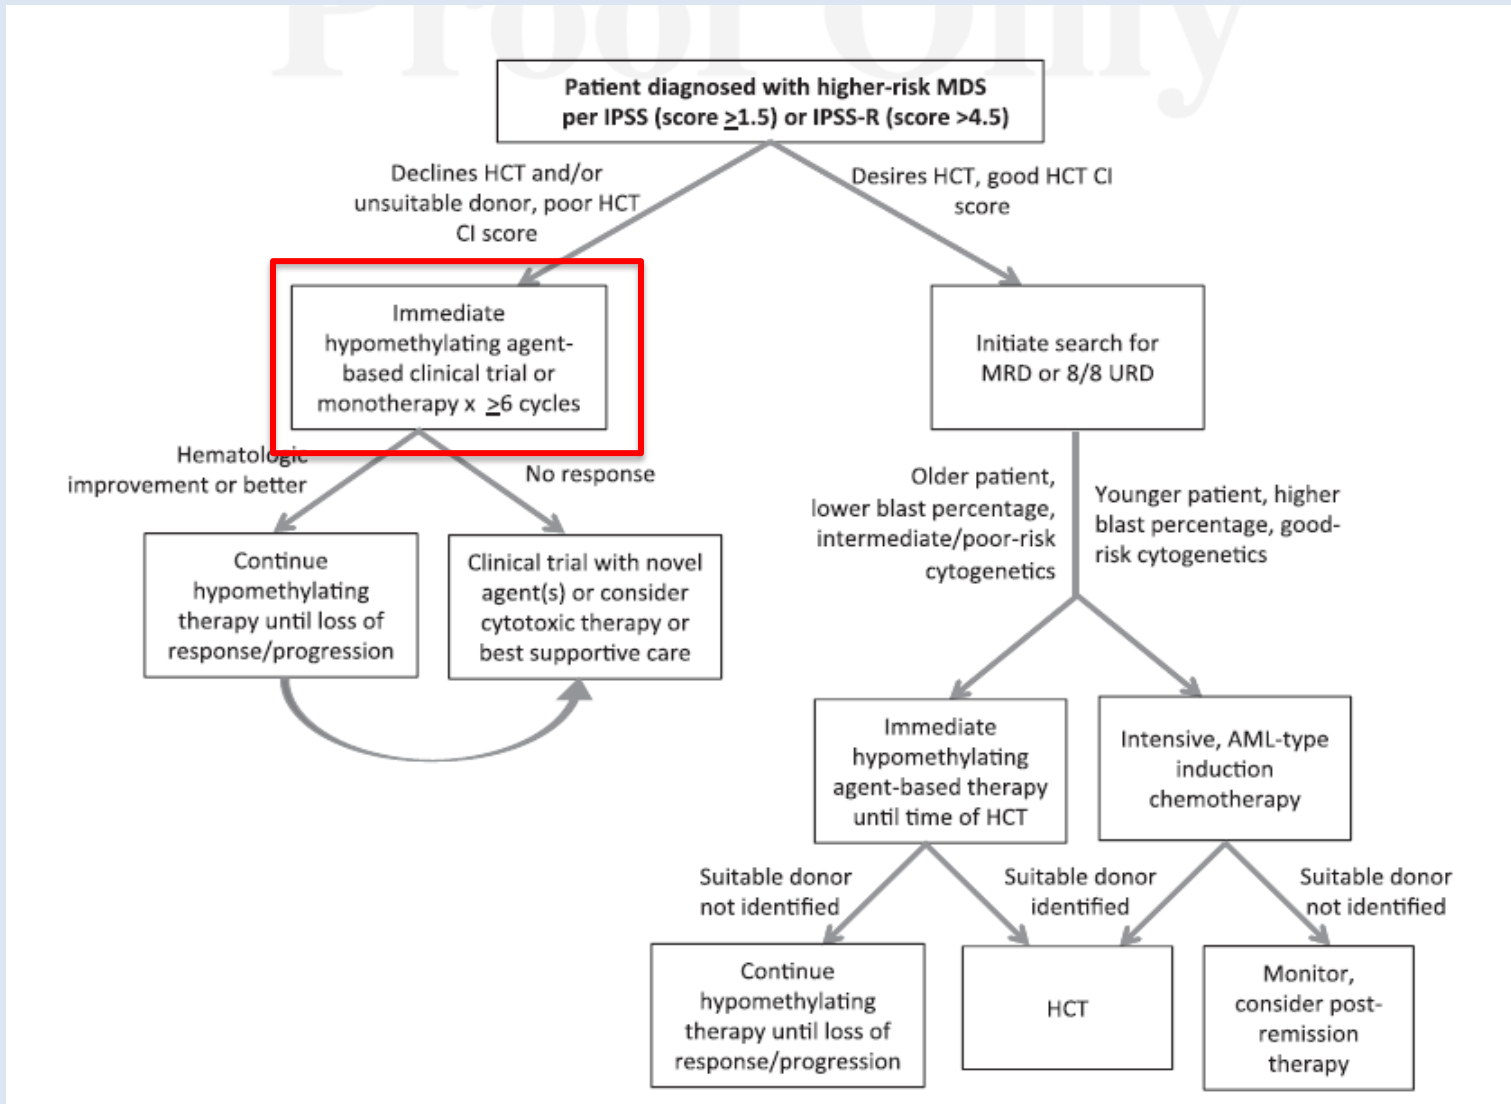 Proof Only
Patient diagnosed with higher-risk MDS
per IPSS (score ≥1.5) or IPSS-R (score >4.5)
Declines HCT and/or
unsuitable donor, poor HCT
CI score
Desires HCT, good HCT CI
score
Immediate
hypomethylating agent-
based clinical trial or
monotherapy x ≥6 cycles
Initiate search for
MRD or 8/8 URD
Hematologic
improvement or better
No response
Older patient,
lower blast percentage,
intermediate/poor-risk
cytogenetics
Younger patient, higher
blast percentage, good-
risk cytogenetics
Continue
hypomethylating
therapy until loss of
response/progression
Clinical trial with novel
agent(s) or consider
cytotoxic therapy or
best supportive care
Immediate
hypomethylating
agent-based therapy
until time of HCT
Intensive, AML-type
induction
chemotherapy
Suitable donor
not identified
Suitable donor
identified
Suitable donor
not identified
Continue
hypomethylating
therapy until loss of
response/progression
HCT
Monitor,
consider post-
remission
therapy